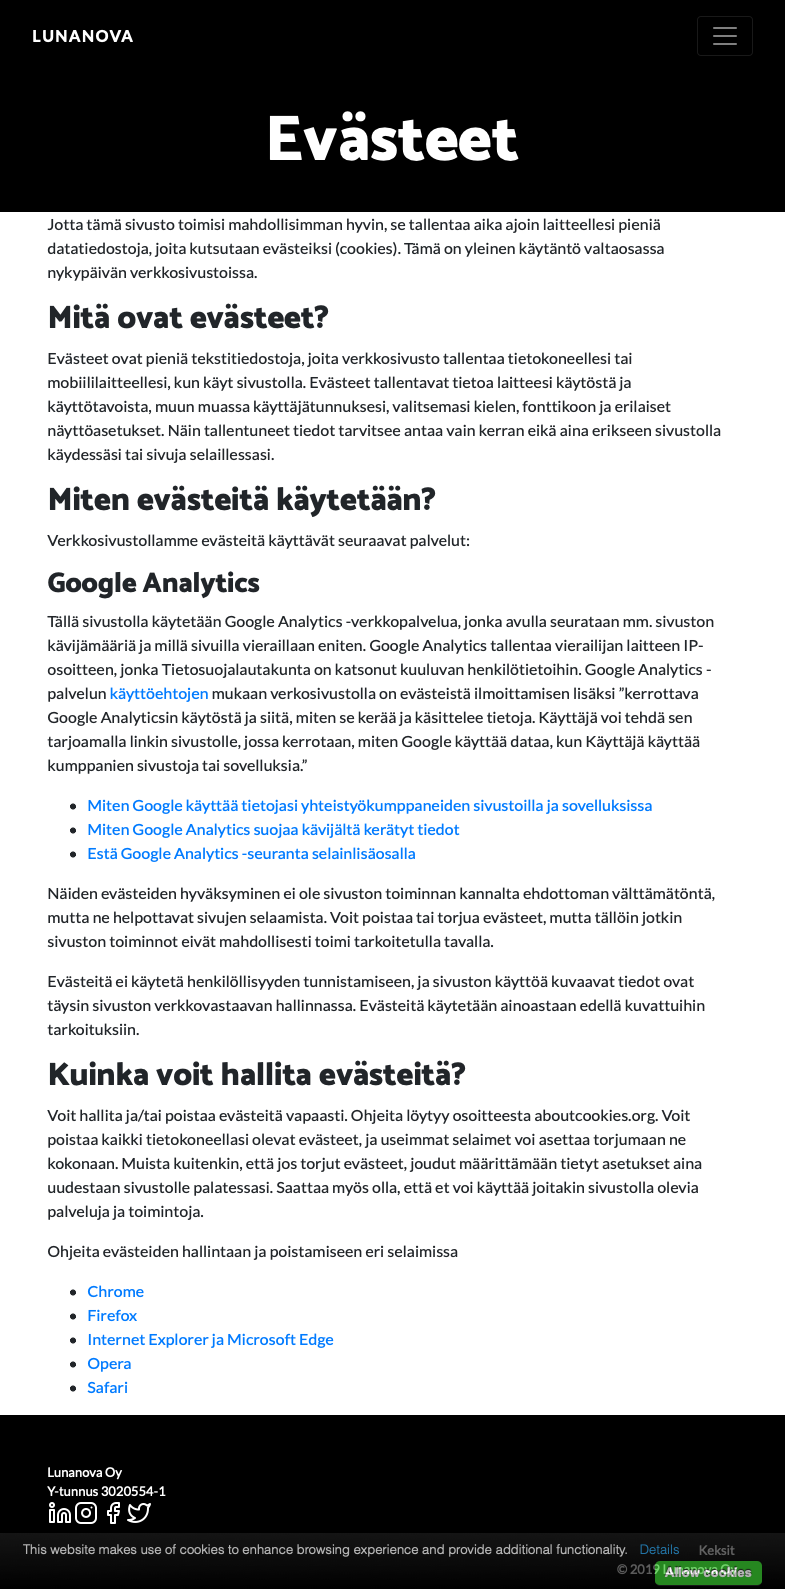 LUNANOVA
Evästeet
Jotta tämä sivusto toimisi mahdollisimman hyvin, se tallentaa aika ajoin laitteellesi pieniä
datatiedostoja, joita kutsutaan evästeiksi (cookies). Tämä on yleinen käytäntö valtaosassa
nykypäivän verkkosivustoissa.
Mitä ovat evästeet?
Evästeet ovat pieniä tekstitiedostoja, joita verkkosivusto tallentaa tietokoneellesi tai
mobiililaitteellesi, kun käyt sivustolla. Evästeet tallentavat tietoa laitteesi käytöstä ja
käyttötavoista, muun muassa käyttäjätunnuksesi, valitsemasi kielen, fonttikoon ja erilaiset
näyttöasetukset. Näin tallentuneet tiedot tarvitsee antaa vain kerran eikä aina erikseen sivustolla
käydessäsi tai sivuja selaillessasi.
Miten evästeitä käytetään?
Verkkosivustollamme evästeitä käyttävät seuraavat palvelut:
Google Analytics
Tällä sivustolla käytetään Google Analytics -verkkopalvelua, jonka avulla seurataan mm. sivuston
kävijämääriä ja millä sivuilla vieraillaan eniten. Google Analytics tallentaa vierailijan laitteen IP-
osoitteen, jonka Tietosuojalautakunta on katsonut kuuluvan henkilötietoihin. Google Analytics -
palvelun käyttöehtojen mukaan verkosivustolla on evästeistä ilmoittamisen lisäksi ”kerrottava
Google Analyticsin käytöstä ja siitä, miten se kerää ja käsittelee tietoja. Käyttäjä voi tehdä sen
tarjoamalla linkin sivustolle, jossa kerrotaan, miten Google käyttää dataa, kun Käyttäjä käyttää
kumppanien sivustoja tai sovelluksia.”
• Miten Google käyttää tietojasi yhteistyökumppaneiden sivustoilla ja sovelluksissa
• Miten Google Analytics suojaa kävijältä kerätyt tiedot
• Estä Google Analytics -seuranta selainlisäosalla
Näiden evästeiden hyväksyminen ei ole sivuston toiminnan kannalta ehdottoman välttämätöntä,
mutta ne helpottavat sivujen selaamista. Voit poistaa tai torjua evästeet, mutta tällöin jotkin
sivuston toiminnot eivät mahdollisesti toimi tarkoitetulla tavalla.
Evästeitä ei käytetä henkilöllisyyden tunnistamiseen, ja sivuston käyttöä kuvaavat tiedot ovat
täysin sivuston verkkovastaavan hallinnassa. Evästeitä käytetään ainoastaan edellä kuvattuihin
tarkoituksiin.
Kuinka voit hallita evästeitä?
Voit hallita ja/tai poistaa evästeitä vapaasti. Ohjeita löytyy osoitteesta aboutcookies.org. Voit
poistaa kaikki tietokoneellasi olevat evästeet, ja useimmat selaimet voi asettaa torjumaan ne
kokonaan. Muista kuitenkin, että jos torjut evästeet, joudut määrittämään tietyt asetukset aina
uudestaan sivustolle palatessasi. Saattaa myös olla, että et voi käyttää joitakin sivustolla olevia
palveluja ja toimintoja.
Ohjeita evästeiden hallintaan ja poistamiseen eri selaimissa
• Chrome
• Firefox
• Internet Explorer ja Microsoft Edge
• Opera
• Safari
Lunanova Oy
Y-tunnus 3020554-1
This website makes use of cookies to enhance browsing experience and provide additional functionality. Details Keksit
© 2019 Lunanova Oy
Allow cookies